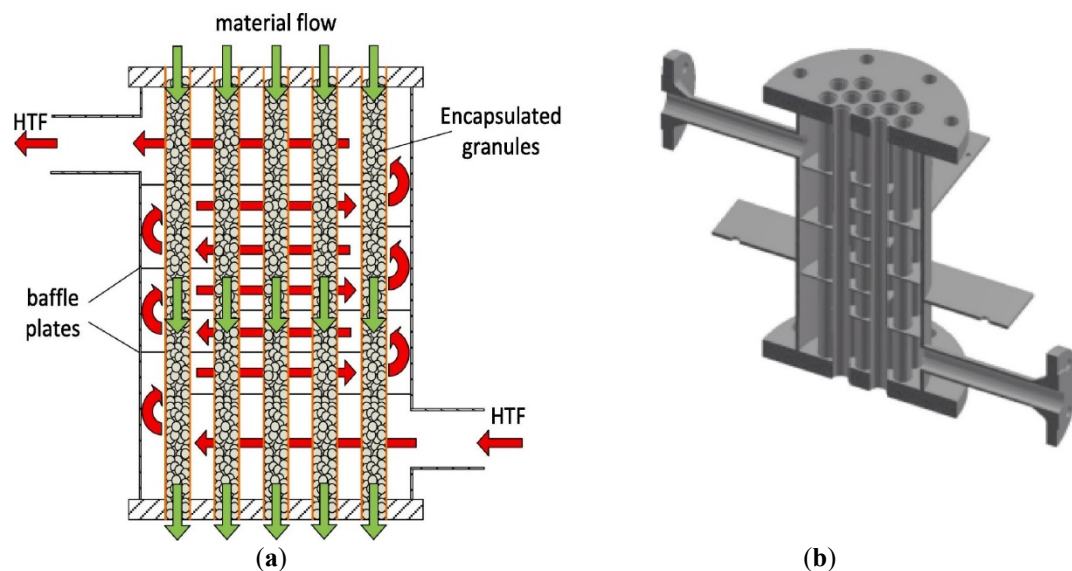 material flow
HTF
Encapsulated
granules
baffle
plates
HTF
(a)
(b)